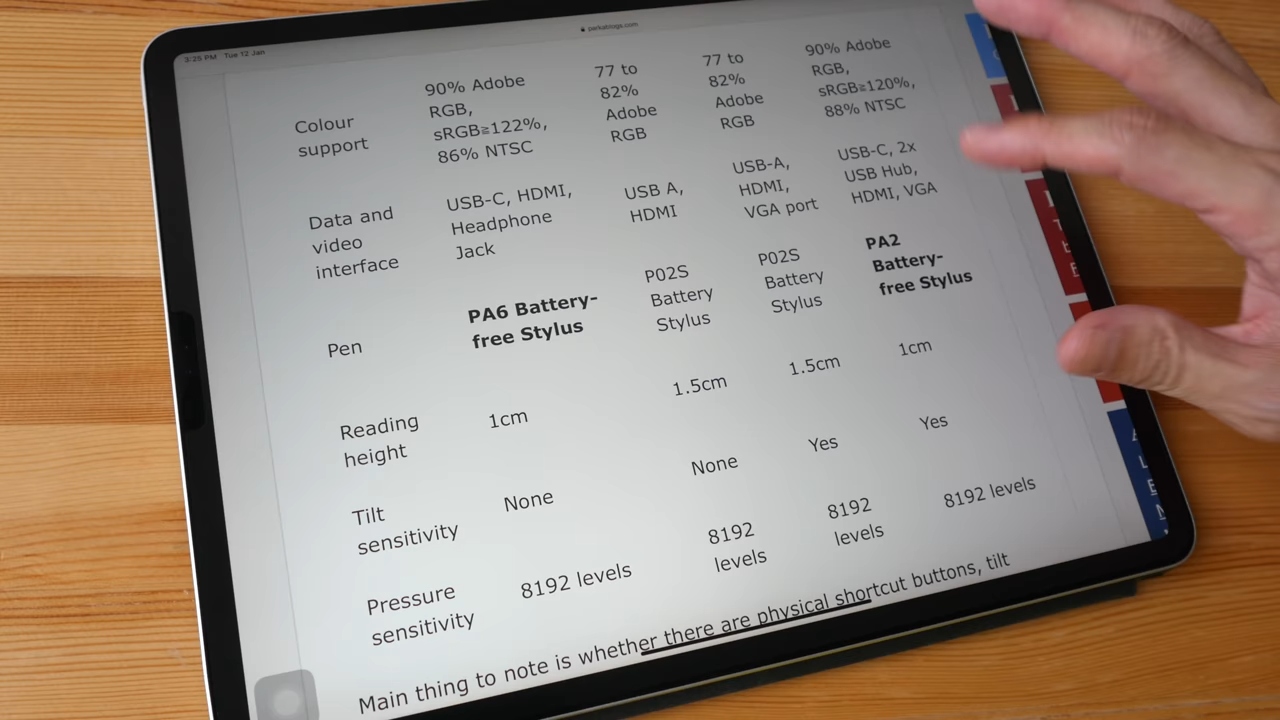 3:25 PM Tue 12 Jan
parkablogs.com
Colour
support
90% Adobe
RGB,
sRGB≥122%,
86% NTSC
77 to
82%
Adobe
RGB
77 to
82%
Adobe
RGB
90% Adobe
RGB,
sRGB≥120%,
88% NTSC
Data and
video
interface
USB-C, HDMI,
Headphone
Jack
USB A,
HDMI
USB-A,
HDMI,
VGA port
USB-C, 2x
USB Hub,
HDMI, VGA
Pen
PA6 Battery-
free Stylus
P02S
Battery
Stylus
P02S
Battery
Stylus
PA2
Battery-
free Stylus
Reading
height
1cm
1.5cm
1.5cm
1cm
Tilt
sensitivity
None
None
Yes
Yes
Pressure
sensitivity
8192 levels
8192
levels
8192
levels
8192 levels
Main thing to note is whether there are physical shortcut buttons, tilt